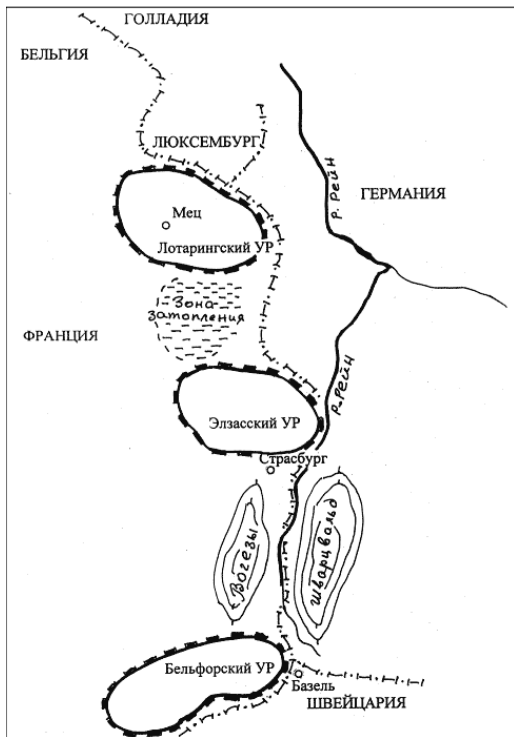 ГОЛЛАДИЯ
БЕЛЬГИЯ
ЛЮКСЕМБУРГ
р. Рейн
ГЕРМАНИЯ
Мец
Лотарингский УР
Зона
затопления
ФРАНЦИЯ
р. Рейн
Элзасский УР
Страсбург
Вогезы
Шварцвальд
Бельфорский УР
Базель
ШВЕЙЦАРИЯ